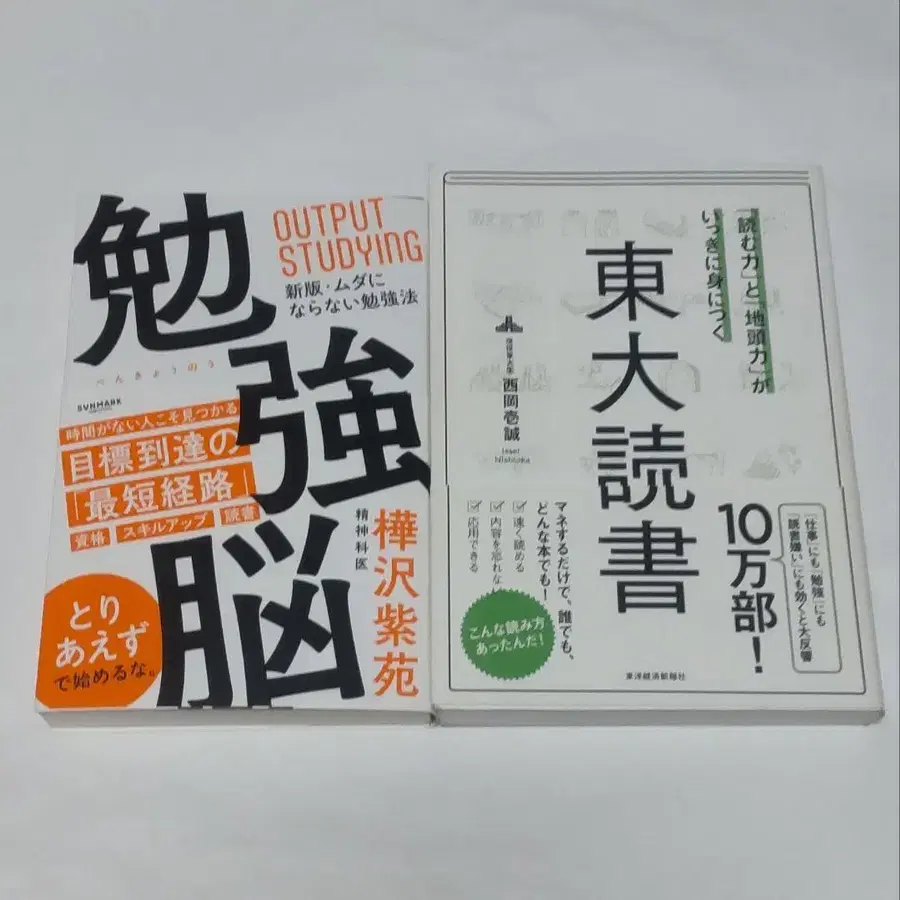 OUTPUT
STUDYING
新版・ムダに
ならない勉強法
勉強脳
べんきょうのう
SUNMARK
時間がない人こそ見つかる
目標到達の
「最短経路」
資格 スキルアップ 読書
精神科医
樺沢紫苑
とり
あえず
で始めるな。
「読む力」と「地頭力」が
いっきに身につく
東大読書
西岡壱誠
Issei
Nishioka
10万部!
「仕事」にも「勉強」にも
「読書嫌い」にも効くと大反響
マネするだけで、誰でも、
どんな本でも!
速く読める
内容を忘れない
応用できる
こんな読み方
あったんだ!
東洋経済新報社